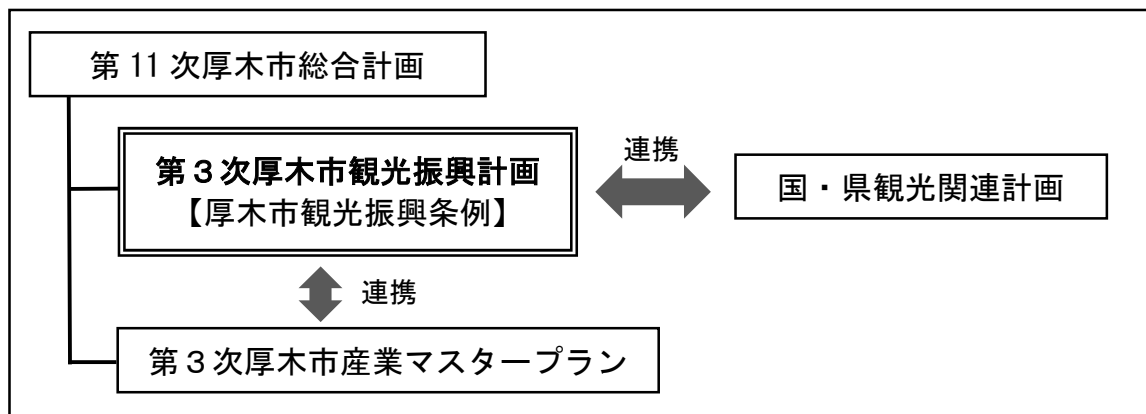 第 11 次厚木市総合計画
第３次厚木市観光振興計画
【厚木市観光振興条例】
連携
国・県観光関連計画
連携
第３次厚木市産業マスタープラン